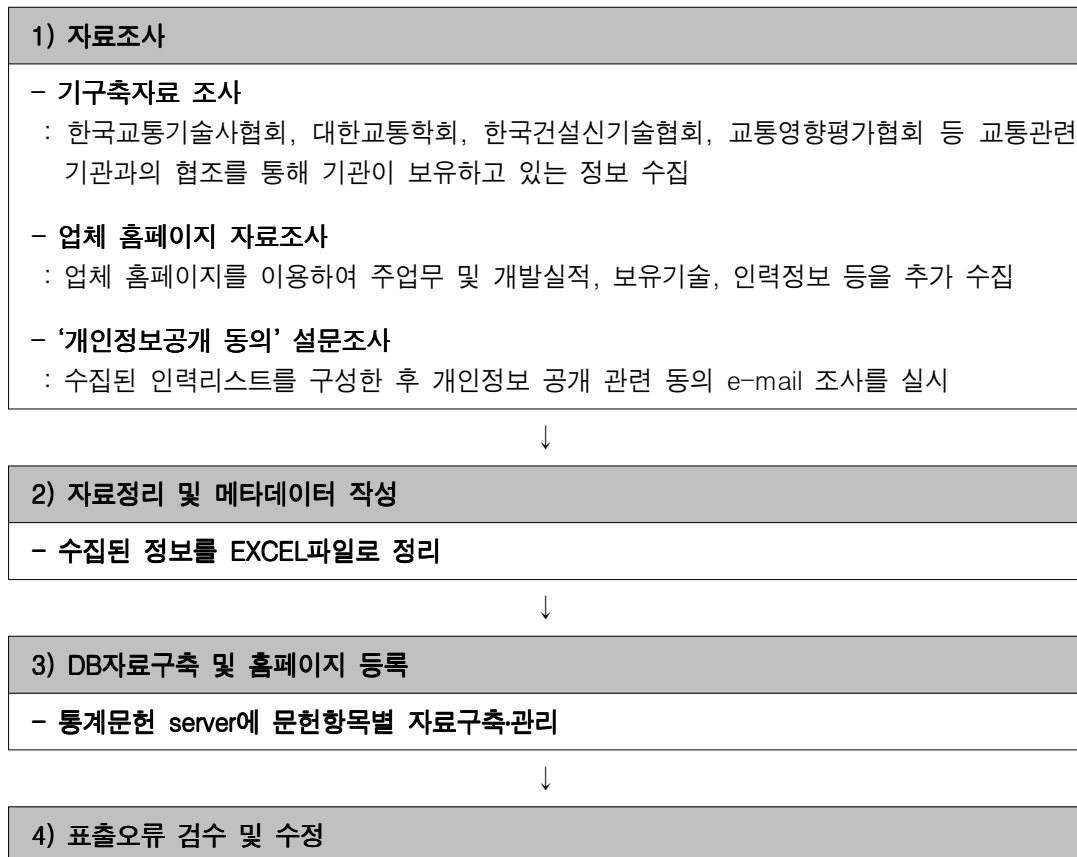 1) 자료조사
- 기구축자료 조사
: 한국교통기술사협회, 대한교통학회, 한국건설신기술협회, 교통영향평가협회 등 교통관련
기관과의 협조를 통해 기관이 보유하고 있는 정보 수집
- 업체 홈페이지 자료조사
: 업체 홈페이지를 이용하여 주업무 및 개발실적, 보유기술, 인력정보 등을 추가 수집
- ‘개인정보공개 동의’ 설문조사
: 수집된 인력리스트를 구성한 후 개인정보 공개 관련 동의 e-mail 조사를 실시
↓
2) 자료정리 및 메타데이터 작성
- 수집된 정보를 EXCEL파일로 정리
↓
3) DB자료구축 및 홈페이지 등록
- 통계문헌 server에 문헌항목별 자료구축·관리
↓
4) 표출오류 검수 및 수정